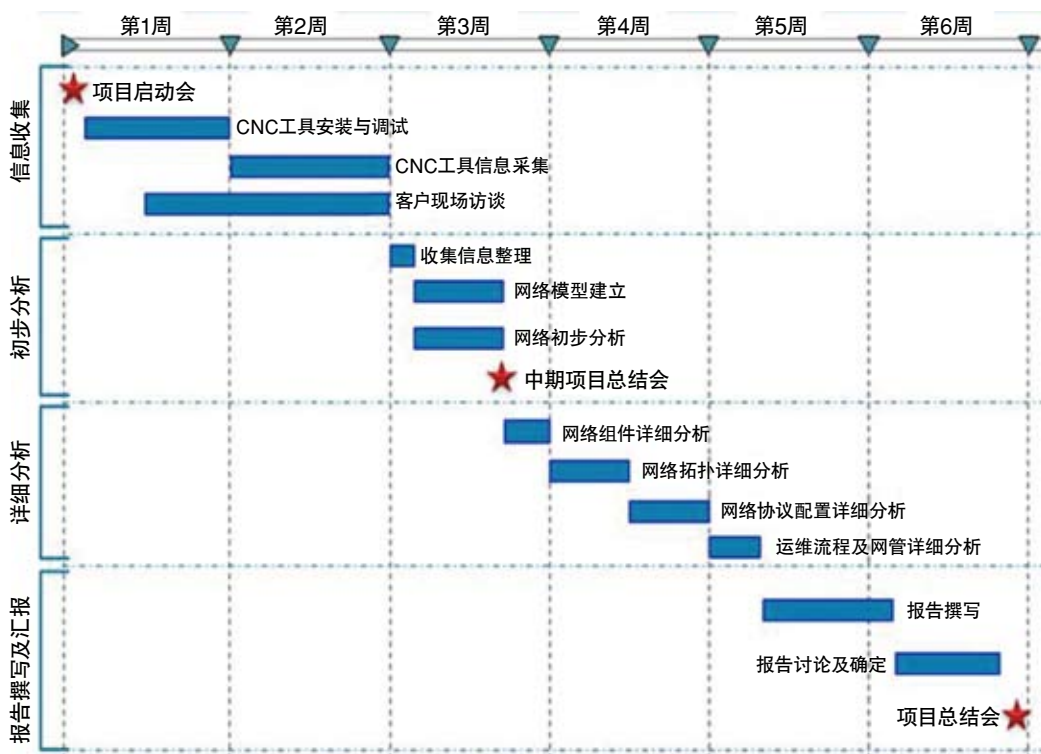 第1周
第2周
第3周
第4周
第5周
第6周
信息收集
项目启动会
CNC工具安装与调试
CNC工具信息采集
客户现场访谈
初步分析
收集信息整理
网络模型建立
网络初步分析
中期项目总结会
详细分析
网络组件详细分析
网络拓扑详细分析
网络协议配置详细分析
运维流程及网管详细分析
报告撰写及汇报
报告撰写
报告讨论及确定
项目总结会